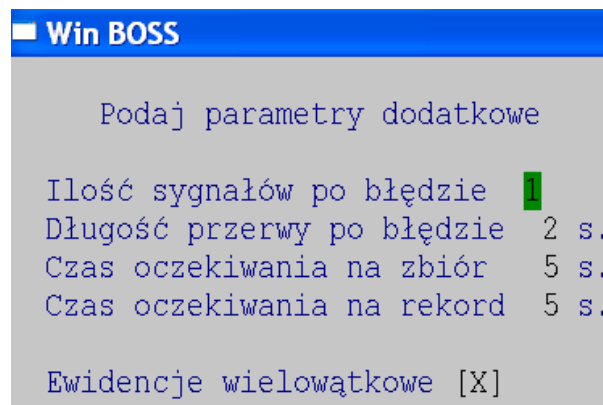 Win BOSS
Podaj parametry dodatkowe
Ilość sygnałów po błędzie 1
Długość przerwy po błędzie 2 s.
Czas oczekiwania na zbiór 5 s.
Czas oczekiwania na rekord 5 s.
Ewidencje wielowątkowe [X]